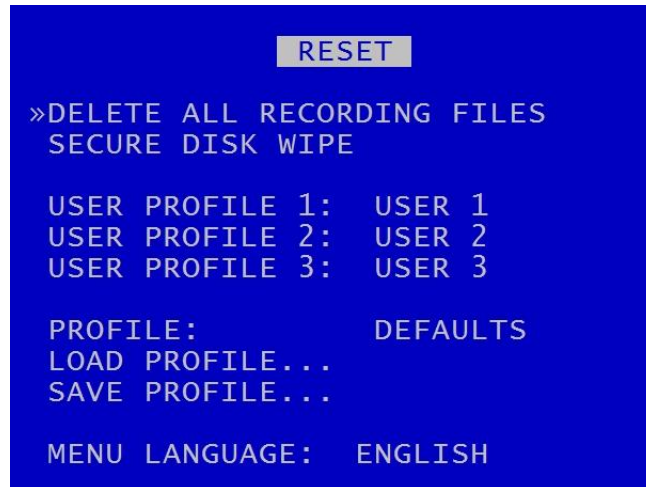 RESET
»DELETE ALL RECORDING FILES
SECURE DISK WIPE
USER PROFILE 1: USER 1
USER PROFILE 2: USER 2
USER PROFILE 3: USER 3
PROFILE: DEFAULTS
LOAD PROFILE...
SAVE PROFILE...
MENU LANGUAGE: ENGLISH